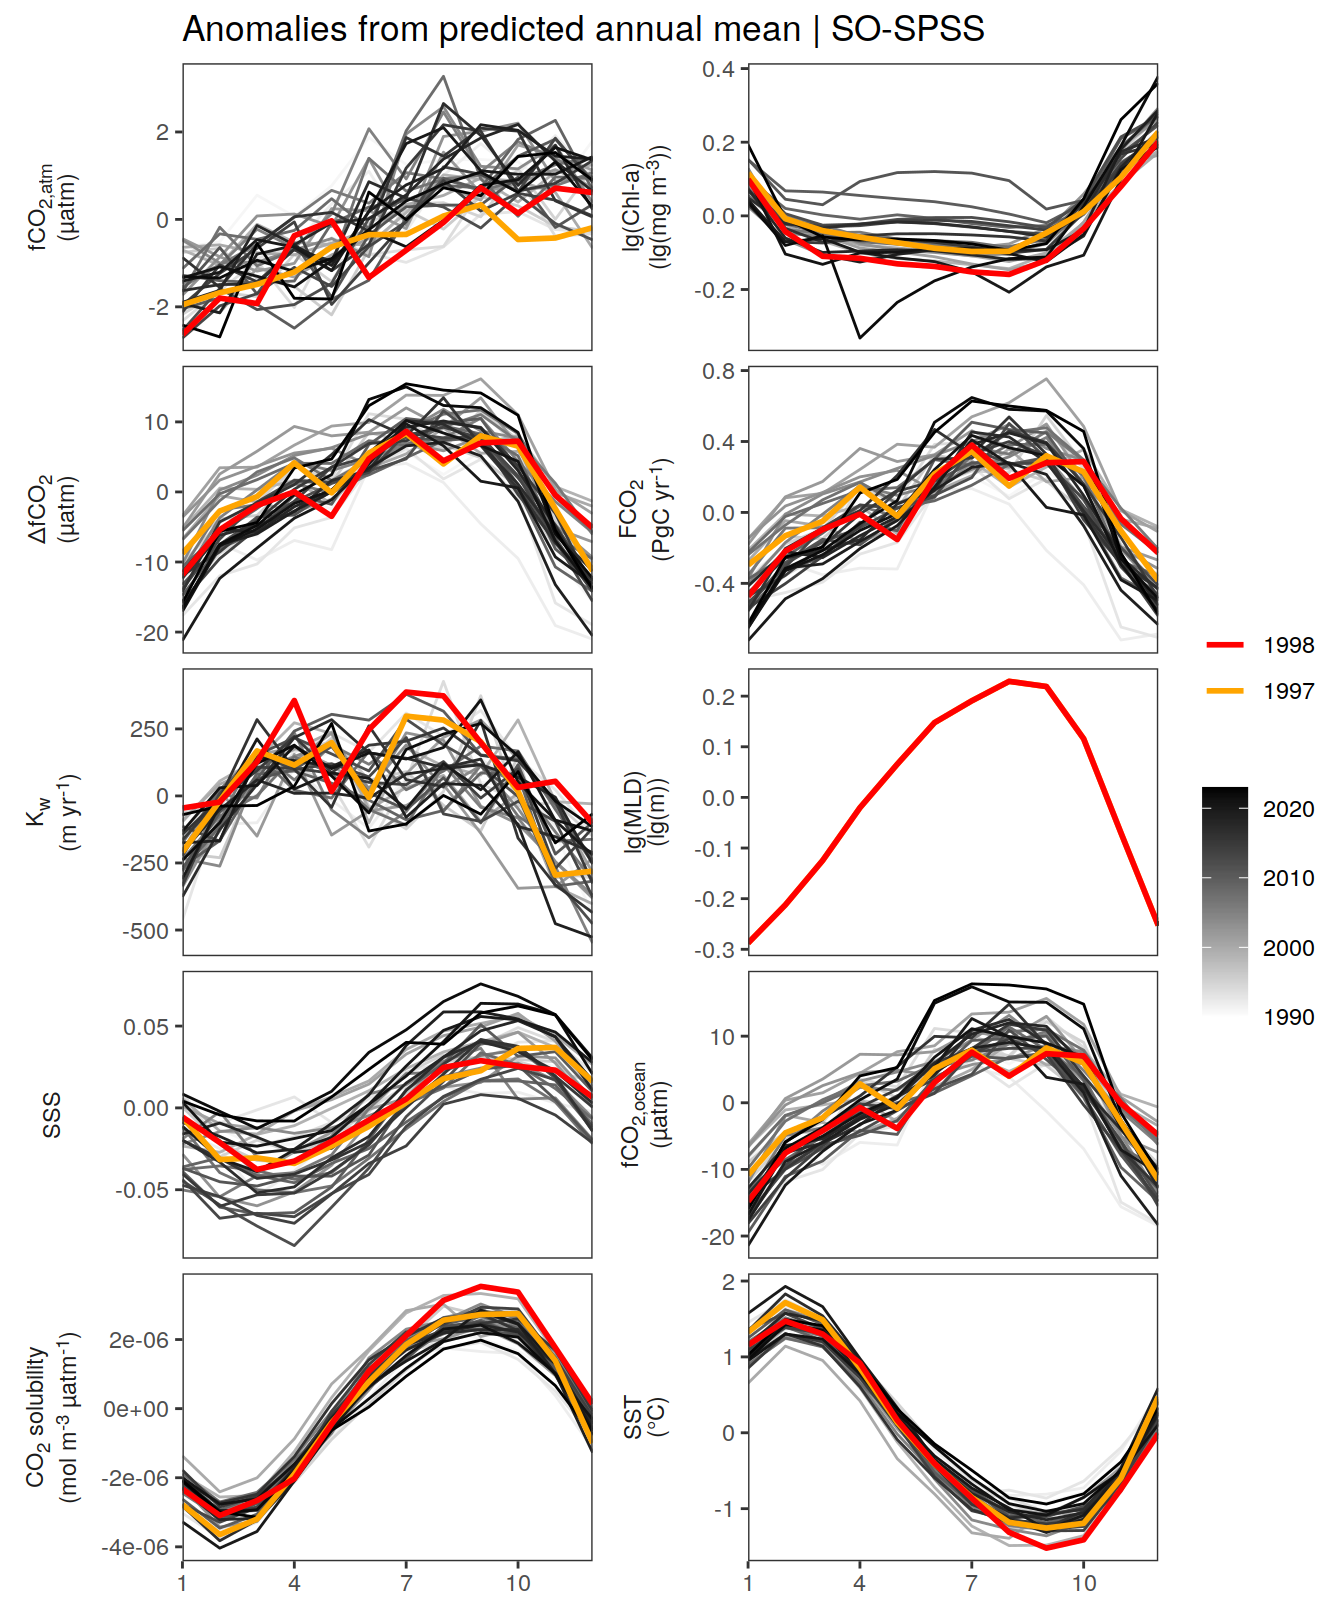 Anomalies from predicted annual mean | SO-SPSS
fCO2,atm
(µatm)
2
0
-2
lg(Chl-a)
(lg(mg m-3))
0.4
0.2
0.0
-0.2
ΔfCO2
(µatm)
10
0
-10
-20
FCO2
(PgC yr-1)
0.8
0.4
0.0
-0.4
Kw
(m yr-1)
250
0
-250
-500
lg(MLD)
(lg(m))
0.2
0.1
0.0
-0.1
-0.2
-0.3
SSS
0.05
0.00
-0.05
fCO2,ocean
(µatm)
10
0
-10
-20
CO2 solubility
(mol m-3 µatm-1)
2e-06
0e+00
-2e-06
-4e-06
1 4 7 10
SST
(°C)
2
1
0
-1
1 4 7 10
1998
1997
2020
2010
2000
1990